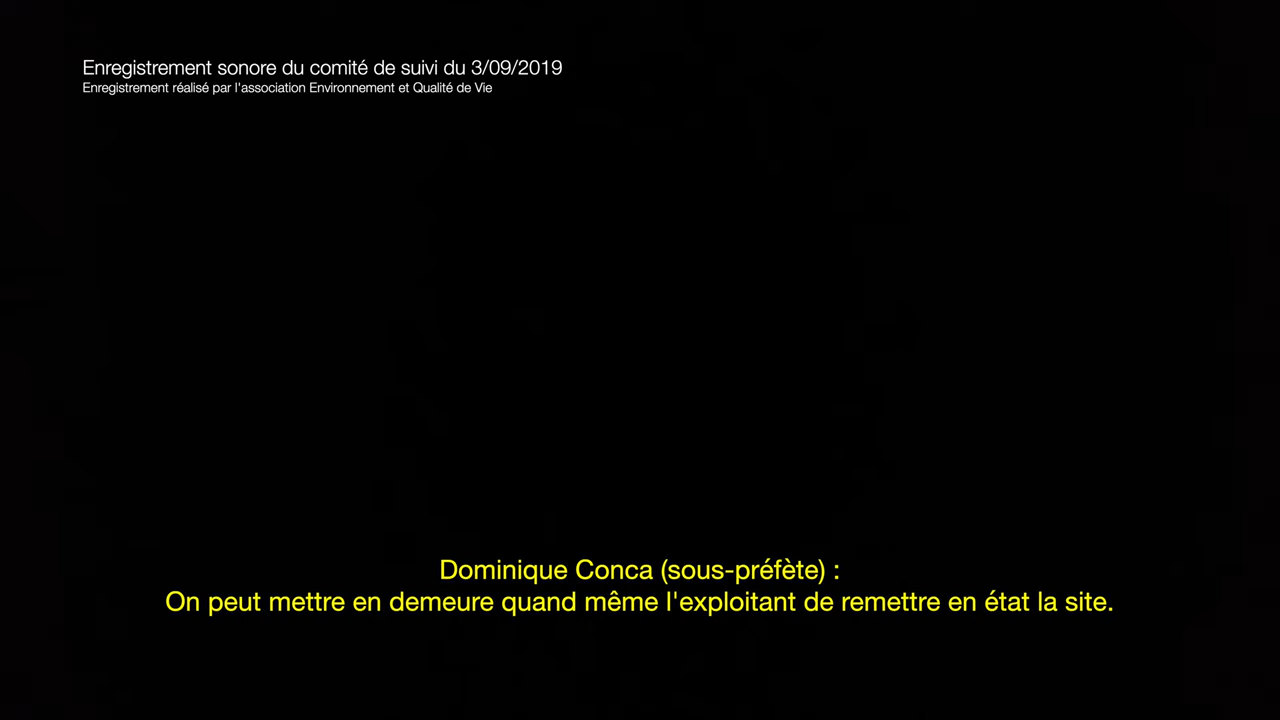 Enregistrement sonore du comité de suivi du 3/09/2019
Enregistrement réalisé par l'association Environnement et Qualité de Vie
Dominique Conca (sous-préfète) :
On peut mettre en demeure quand même l'exploitant de remettre en état la site.